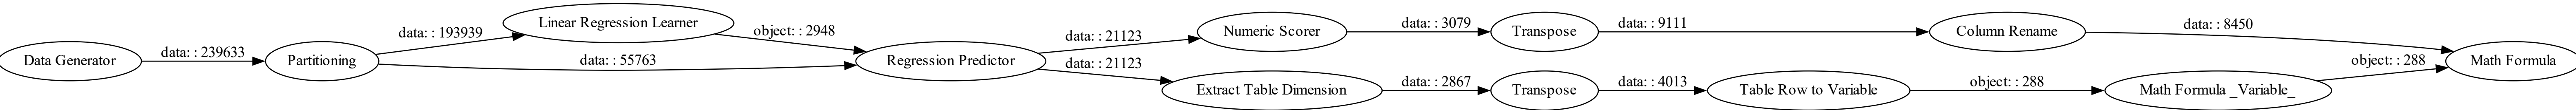 Data Generator
data: : 239633
Partitioning
data: : 193939
Linear Regression Learner
object: : 2948
data: : 55763
Regression Predictor
data: : 21123
Numeric Scorer
data: : 3079
Transpose
data: : 9111
Column Rename
data: : 8450
data: : 21123
Extract Table Dimension
data: : 2867
Transpose
data: : 4013
Table Row to Variable
object: : 288
Math Formula _Variable_
object: : 288
Math Formula